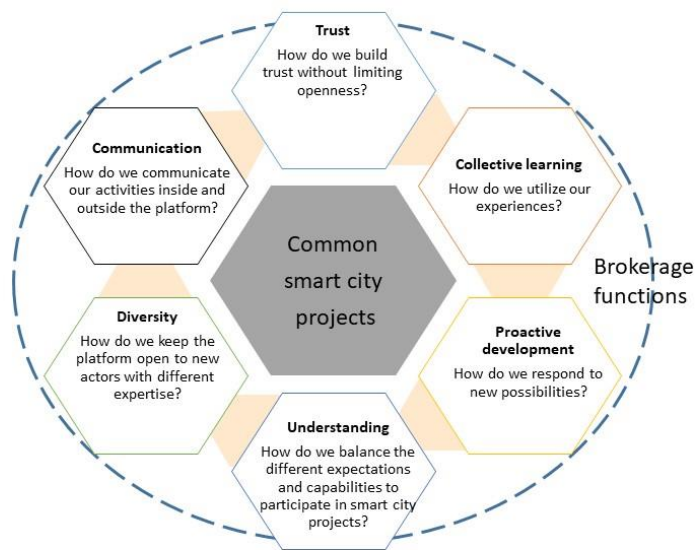 Trust
How do we build
trust without limiting
openness?
Communication
How do we communicate
our activities inside and
outside the platform?
Collective learning
How do we utilize our
experiences?
Common
smart city
projects
Brokerage
functions
Diversity
How do we keep the
platform open to new
actors with different
expertise?
Proactive
development
How do we respond to
new possibilities?
Understanding
How do we balance the
different expectations
and capabilities to
participate in smart city
projects?